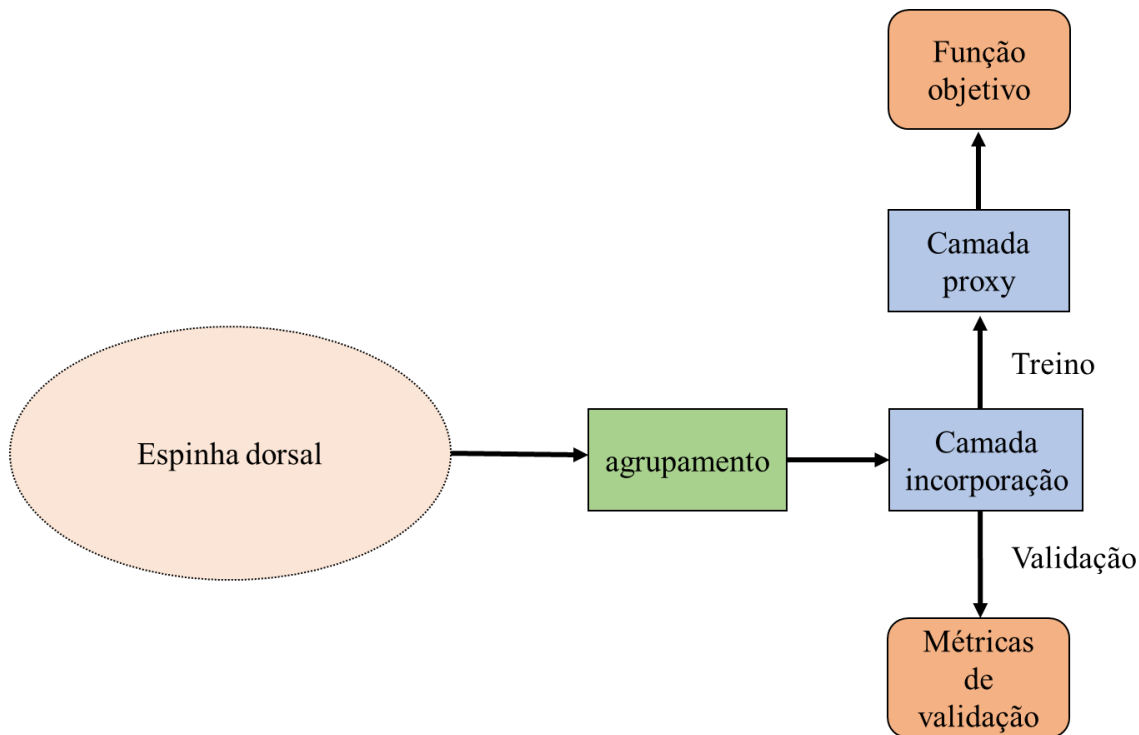 Função
objetivo
Camada
proxy
Treino
Espinha dorsal
agrupamento
Camada
incorporação
Validação
Métricas
de
validação